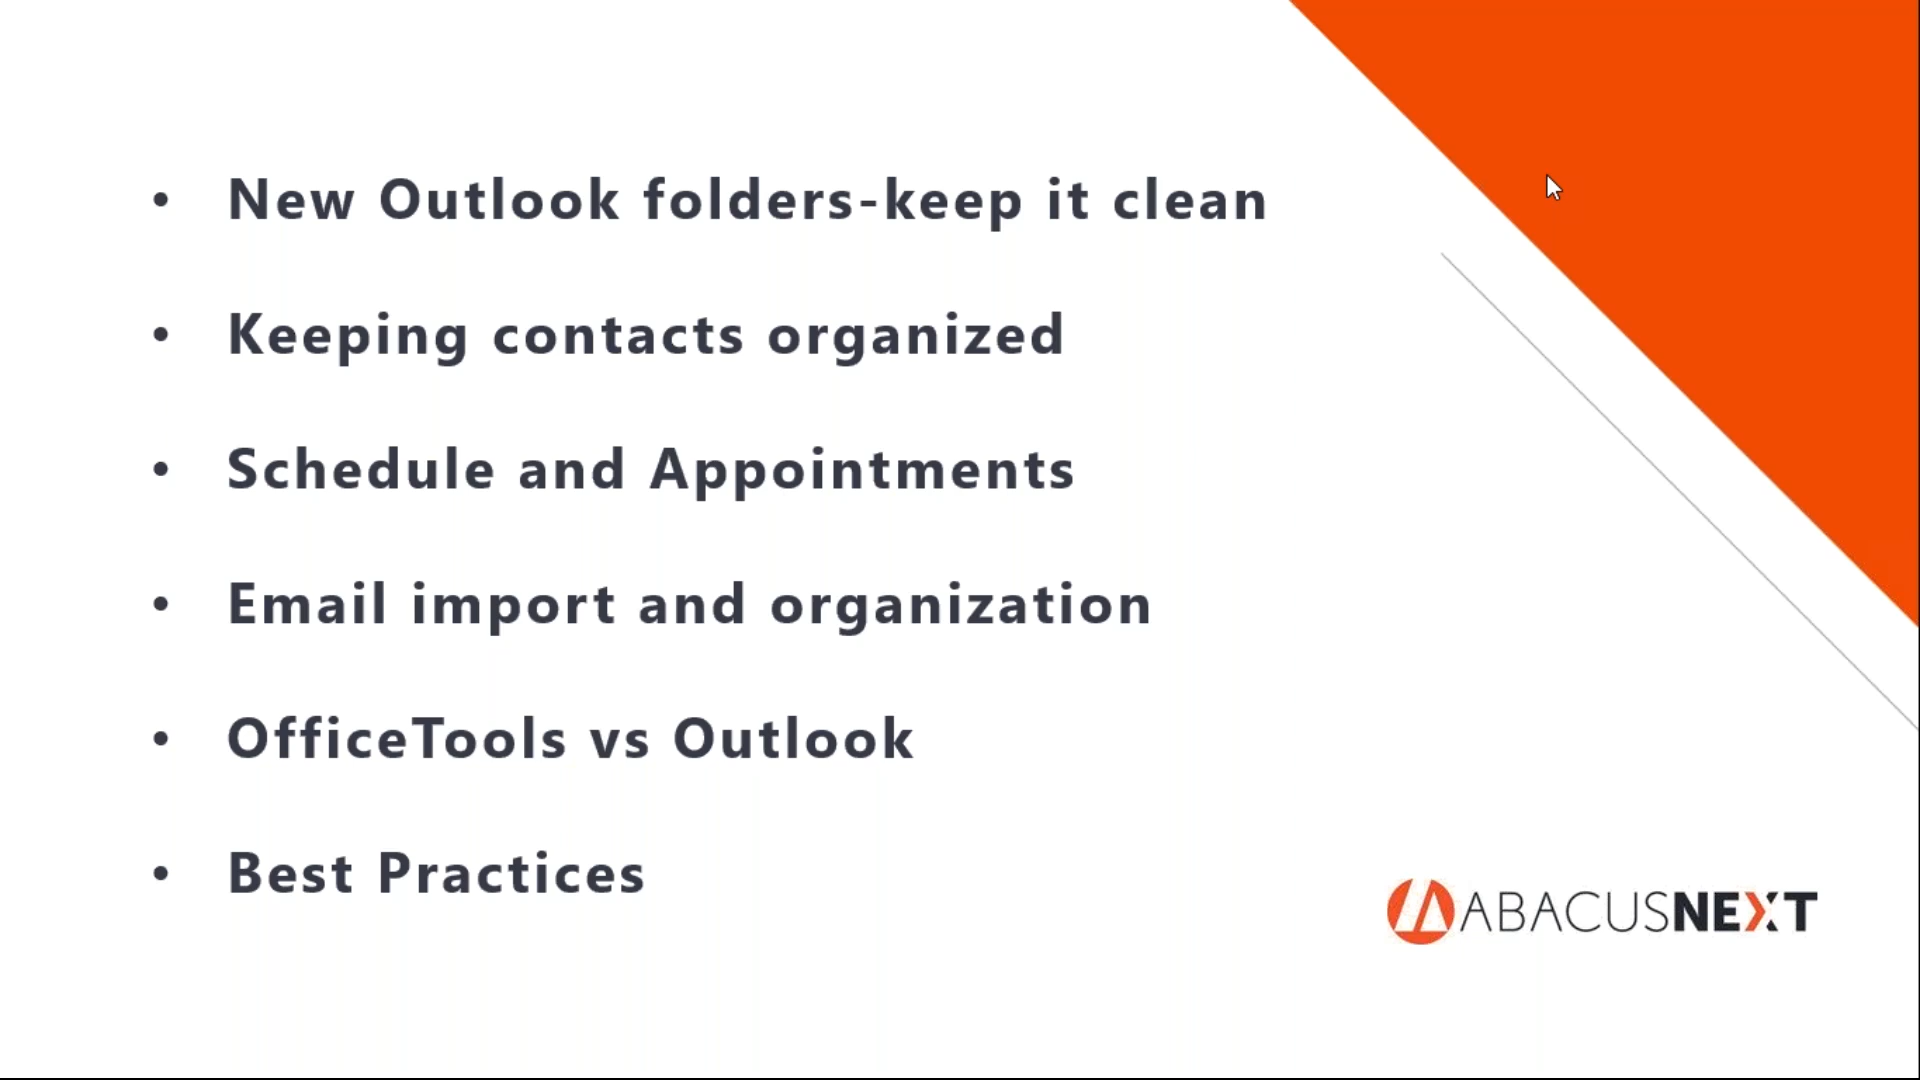 • New Outlook folders-keep it clean
• Keeping contacts organized
• Schedule and Appointments
• Email import and organization
• OfficeTools vs Outlook
• Best Practices
ABACUSNEXT